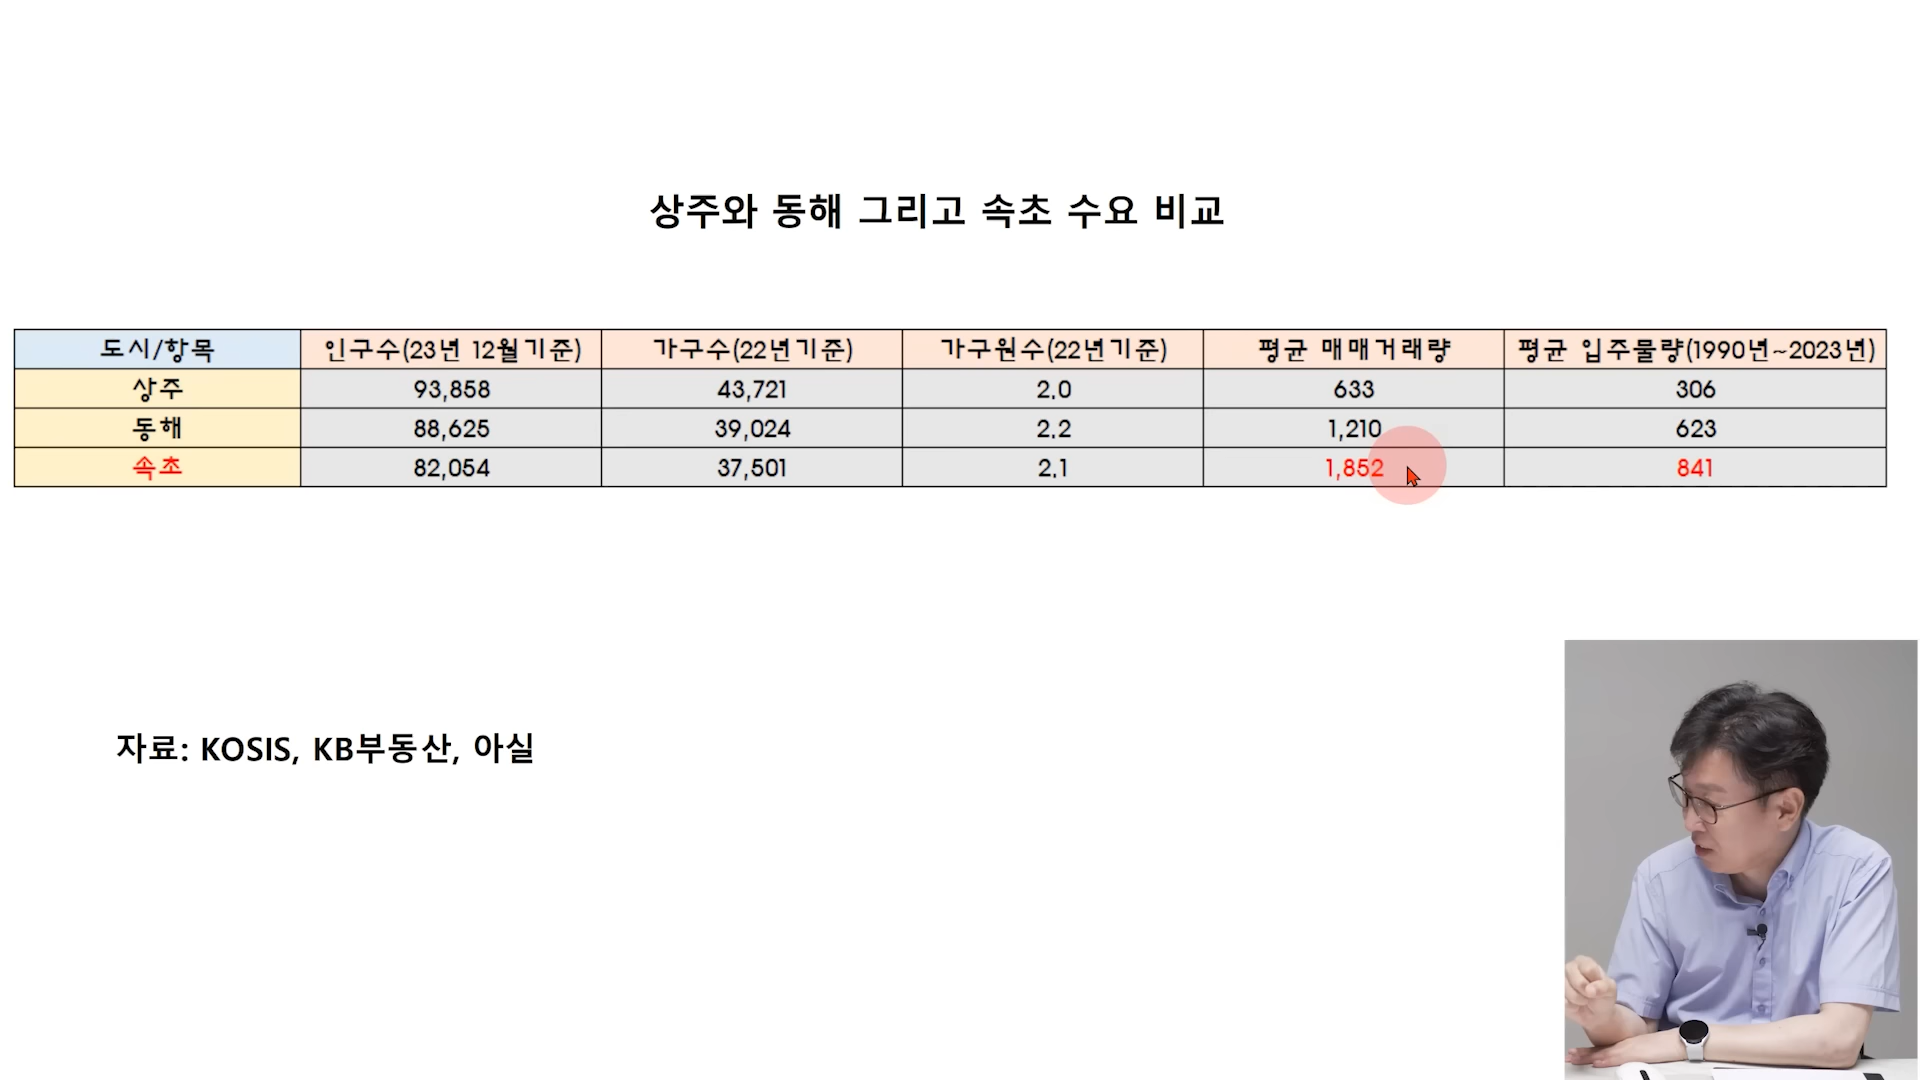 상주와 동해 그리고 속초 수요 비교
도시/항목 인구수(23년 12월기준) 가구수(22년기준) 가구원수(22년기준) 평균 매매거래량 평균 입주물량(1990년~2023년)
상주 93,858 43,721 2.0 633 306
동해 88,625 39,024 2.2 1,210 623
속초 82,054 37,501 2.1 1,852 841
자료: KOSIS, KB부동산, 아실